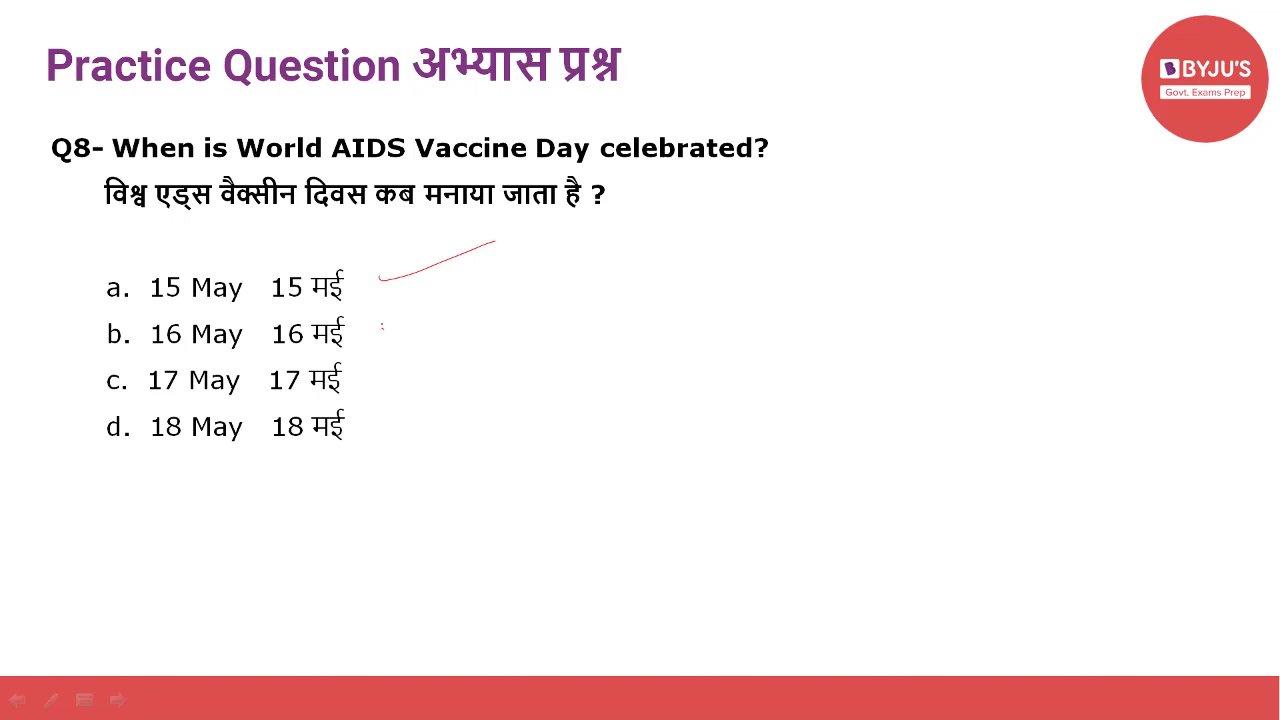 Practice Question अभ्यास प्रश्न
BYJU'S
Govt. Exams Prep
Q8- When is World AIDS Vaccine Day celebrated?
विश्व एड्स वैक्सीन दिवस कब मनाया जाता है ?
a. 15 May 15 मई
b. 16 May 16 मई
c. 17 May 17 मई
d. 18 May 18 मई